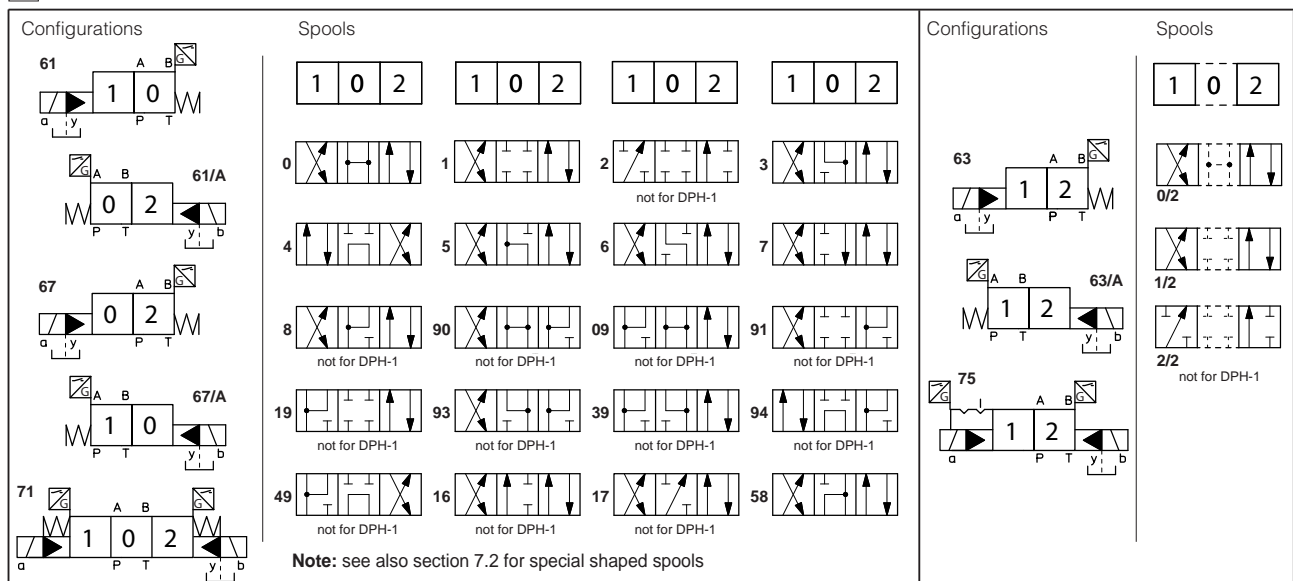 Configurations
Spools
Configurations
Spools
61
A B G
1 0
a y P T
G A B 61/A
0 2
P T y b
67
A B G
0 2
a y P T
G A B 67/A
1 0
P T y b
71
G A B G
1 0 2
a P T y b
1 0 2 1 0 2 1 0 2 1 0 2
0 1 2 3
not for DPH-1
4 5 6 7
8 90 09 91
not for DPH-1 not for DPH-1 not for DPH-1 not for DPH-1
19 93 39 94
not for DPH-1 not for DPH-1 not for DPH-1 not for DPH-1
49 16 17 58
not for DPH-1 not for DPH-1 not for DPH-1
Note: see also section 7.2 for special shaped spools
63
A B G
1 2
a y P T
G A B 63/A
1 2
P T y b
75
G A B G
1 2
a P T y b
1 0 2
0/2
1/2
2/2
not for DPH-1